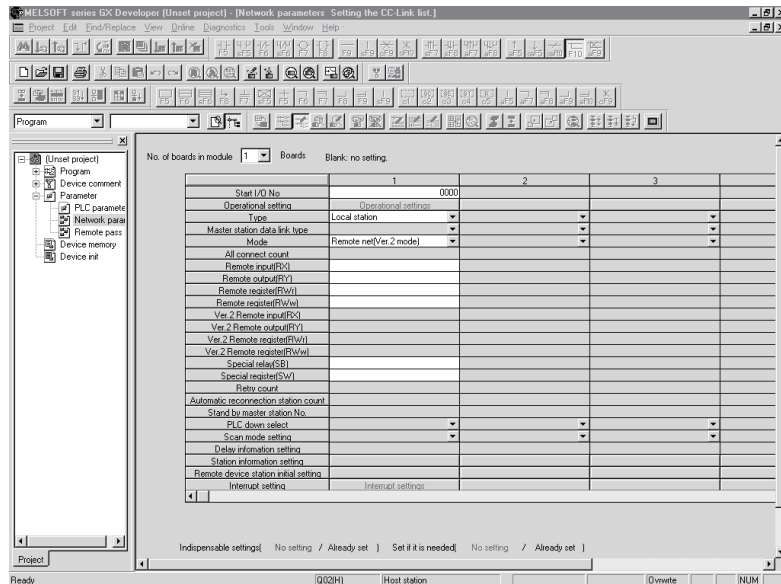 MELSOFT series GX Developer (Unset project) - [Network parameters Setting the CC-Link list.]
Project Edit Find/Replace View Online Diagnostics Tools Window Help
Program
(Unset project)
Program
Device comment
Parameter
PLC paramete
Network parar
Remote pass
Device memory
Device init
Project
No. of boards in module 1 Boards Blank: no setting.
1 2 3
Start I/O No 0000
Operational setting Operational settings
Type Local station
Master station data link type
Mode Remote net(Ver.2 mode)
All connect count
Remote input(RX)
Remote output(RY)
Remote register(RWr)
Remote register(RWw)
Ver.2 Remote input(RX)
Ver.2 Remote output(RY)
Ver.2 Remote register(RWr)
Ver.2 Remote register(RWw)
Special relay(SB)
Special register(SW)
Retry count
Automatic reconnection station count
Stand by master station No.
PLC down select
Scan mode setting
Delay infomation setting
Station information setting
Remote device station initial setting
Interrupt setting Interrupt settings
Indispensable settings( No setting / Already set ) Set if it is needed( No setting / Already set )
Ready Q02(H) Host station Ovrwrte NUM